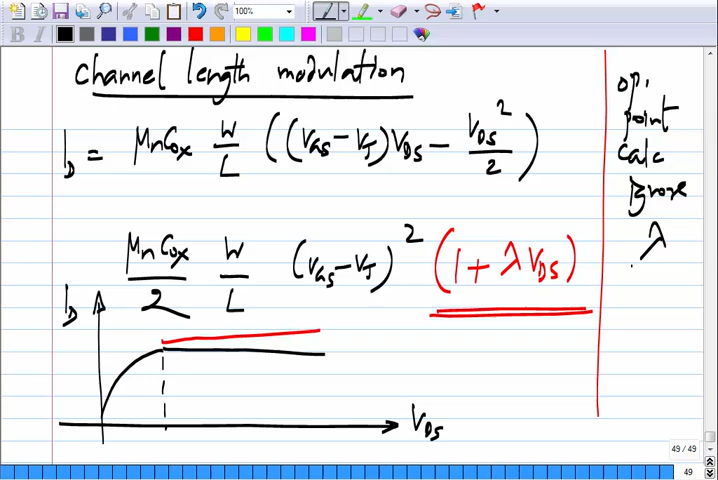 100%
B I
Channel length modulation
I_D = μnCox W/L ((V_GS − V_T) V_DS − V_DS²/2)
μnCox/2 W/L (V_GS − V_T)² (1 + λ V_DS)
I_D
V_DS
op.
point
calc
Ignore
λ
49 / 49
49